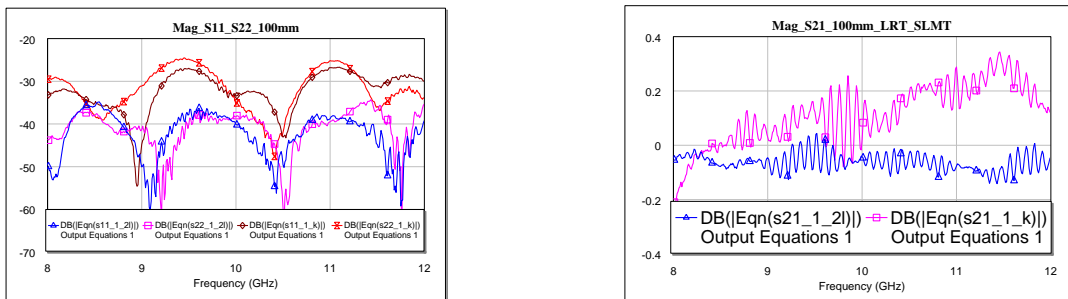 Mag_S11_S22_100mm
-20
-30
-40
-50
-60
DB(|Eqn(s11_1_2l)|) DB(|Eqn(s22_1_2l)|) DB(|Eqn(s11_1_k)|) DB(|Eqn(s22_1_k)|)
Output Equations 1 Output Equations 1 Output Equations 1 Output Equations 1
8 9 10 11 12
Frequency (GHz)
Mag_S21_100mm_LRT_SLMT
0.4
0.2
0
-0.2
-0.4
DB(|Eqn(s21_1_2l)|) DB(|Eqn(s21_1_k)|)
Output Equations 1 Output Equations 1
8 9 10 11 12
Frequency (GHz)